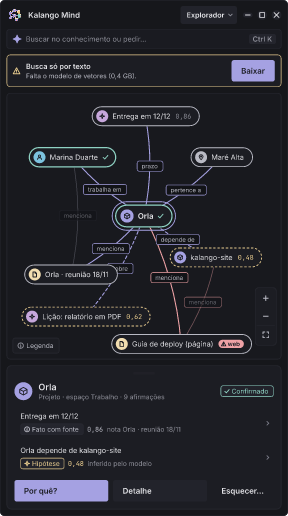 Kalango Mind
Explorador
Buscar no conhecimento ou pedir...
Ctrl K
Busca só por texto
Falta o modelo de vetores (0,4 GB).
Baixar
Entrega em 12/12 0,86
prazo
Marina Duarte
Maré Alta
trabalha em
pertence a
menciona
Orla
depende de
menciona
kalango-site 0,48
obre
Orla · reunião 18/11
menciona
menciona
Lição: relatório em PDF 0,62
Legenda
Guia de deploy (página) web
Orla
Projeto · espaço Trabalho · 9 afirmações
Confirmado
Entrega em 12/12
Fato com fonte 0,86 nota Orla · reunião 18/11
Orla depende de kalango-site
Hipótese 0,48 inferido pelo modelo
Por quê?
Detalhe
Esquecer...